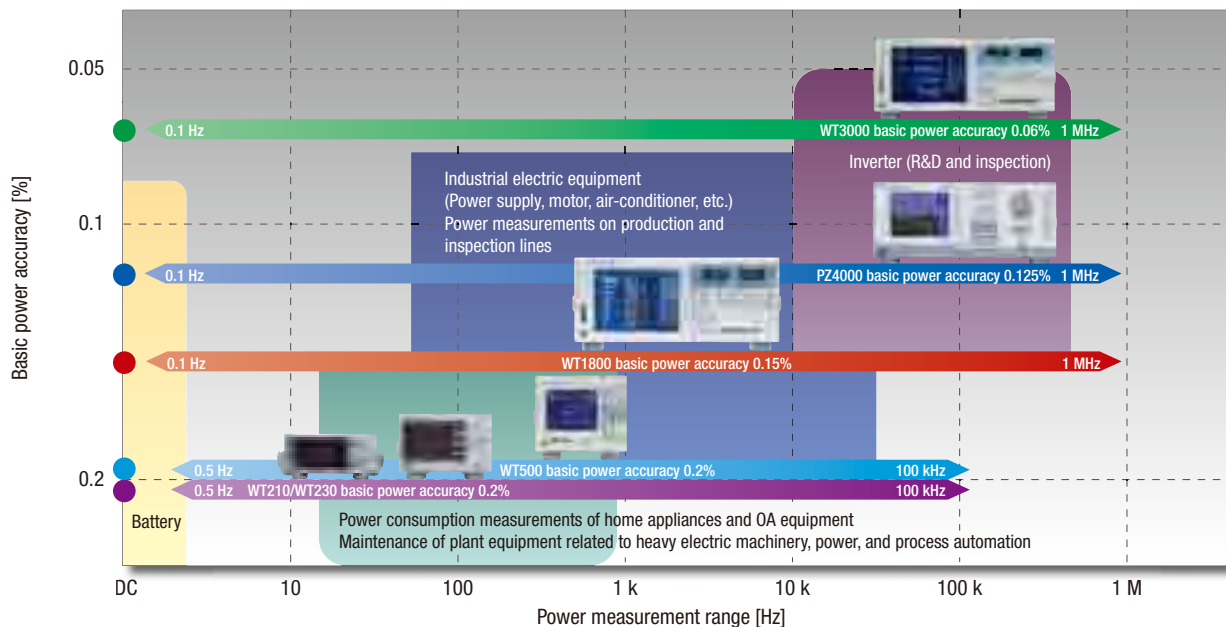 Basic power accuracy [%]
0.05
0.1 Hz
WT3000 basic power accuracy 0.06% 1 MHz
Inverter (R&D and inspection)
Industrial electric equipment
(Power supply, motor, air-conditioner, etc.)
Power measurements on production and
inspection lines
0.1
0.1 Hz
PZ4000 basic power accuracy 0.125% 1 MHz
0.1 Hz
WT1800 basic power accuracy 0.15%
1 MHz
0.5 Hz
WT500 basic power accuracy 0.2%
100 kHz
0.2
0.5 Hz
WT210/WT230 basic power accuracy 0.2%
100 kHz
Battery
Power consumption measurements of home appliances and OA equipment
Maintenance of plant equipment related to heavy electric machinery, power, and process automation
DC 10 100 1 k 10 k 100 k 1 M
Power measurement range [Hz]